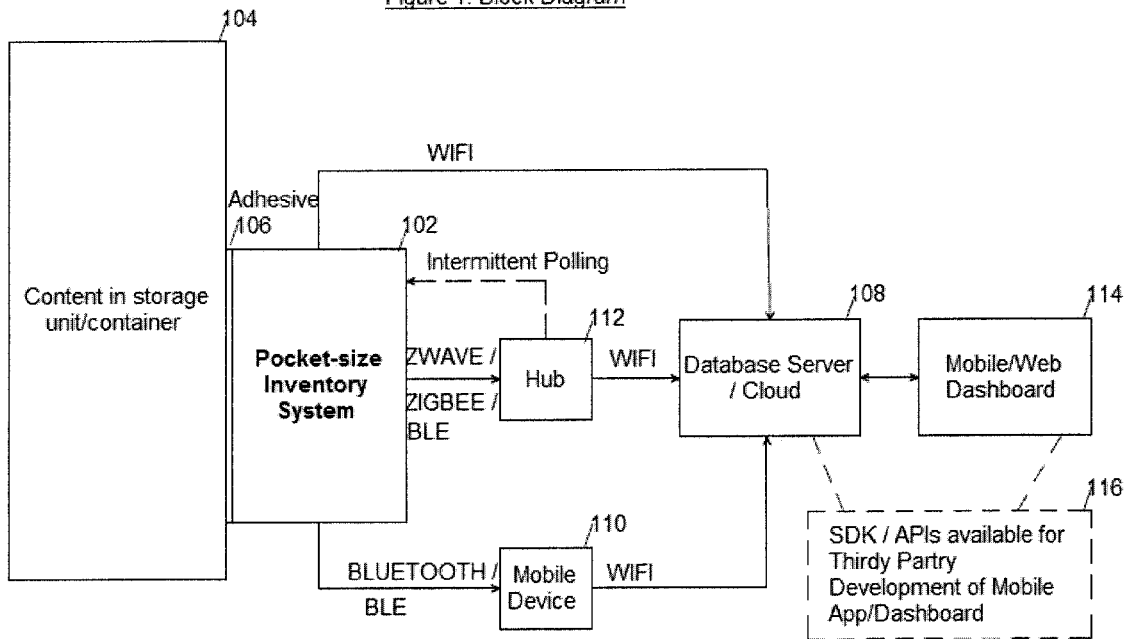 Figure 1. Block Diagram
104
WIFI
Adhesive
106
102
Intermittent Polling
Content in storage
unit/container
Pocket-size
Inventory
System
ZWAVE /
ZIGBEE /
BLE
112
Hub
WIFI
108
Database Server
/ Cloud
114
Mobile/Web
Dashboard
116
SDK / APIs available for
Thirdy Partry
Development of Mobile
App/Dashboard
110
BLUETOOTH /
BLE
Mobile
Device
WIFI